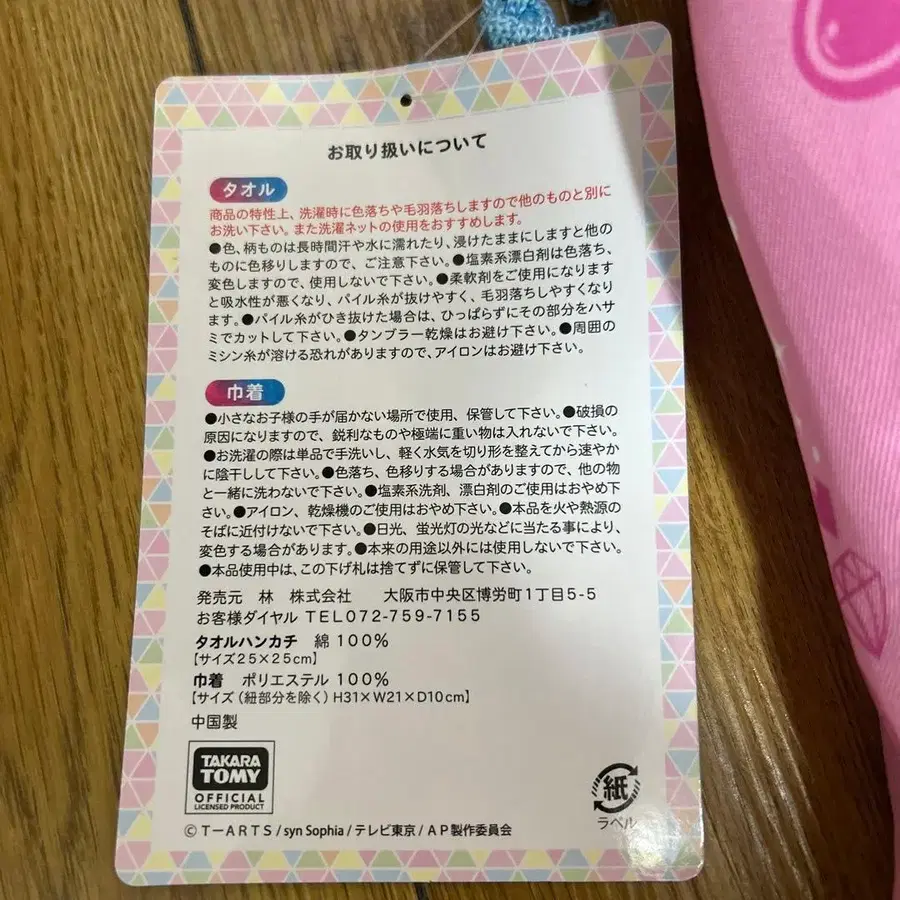 お取り扱いについて
タオル
商品の特性上、洗濯時に色落ちや毛羽落ちしますので他のものと別に
お洗い下さい。また洗濯ネットの使用をおすすめします。
●色、柄ものは長時間汗や水に濡れたり、浸けたままにしますと他の
ものに色移りしますので、ご注意下さい。●塩素系漂白剤は色落ち、
変色しますので、使用しないで下さい。●柔軟剤をご使用になります
と吸水性が悪くなり、パイル糸が抜けやすく、毛羽落ちしやすくなり
ます。●パイル糸がひき抜けた場合は、ひっぱらずにその部分をハサ
ミでカットして下さい。●タンブラー乾燥はお避け下さい。●周囲の
ミシン糸が溶ける恐れがありますので、アイロンはお避け下さい。
巾着
●小さなお子様の手が届かない場所で使用、保管して下さい。●破損の
原因になりますので、鋭利なものや極端に重い物は入れないで下さい。
●お洗濯の際は単品で手洗いし、軽く水気を切り形を整えてから速やか
に陰干しして下さい。●色落ち、色移りする場合がありますので、他の物
と一緒に洗わないで下さい。●塩素系洗剤、漂白剤のご使用はおやめ下
さい。●アイロン、乾燥機のご使用はおやめ下さい。●本品を火や熱源の
そばに近付けないで下さい。●日光、蛍光灯の光などに当たる事により、
変色する場合があります。●本来の用途以外には使用しないで下さい。
●本品使用中は、この下げ札は捨てずに保管して下さい。
発売元 林 株式会社 大阪市中央区博労町1丁目5-5
お客様ダイヤル TEL072-759-7155
タオルハンカチ 綿 100%
【サイズ25×25cm】
巾着 ポリエステル 100%
【サイズ(紐部分を除く)H31×W21×D10cm】
中国製
TAKARA
TOMY
OFFICIAL
LICENSED PRODUCT
紙
ラベル
©T-ARTS / syn Sophia / テレビ東京 / AP製作委員会